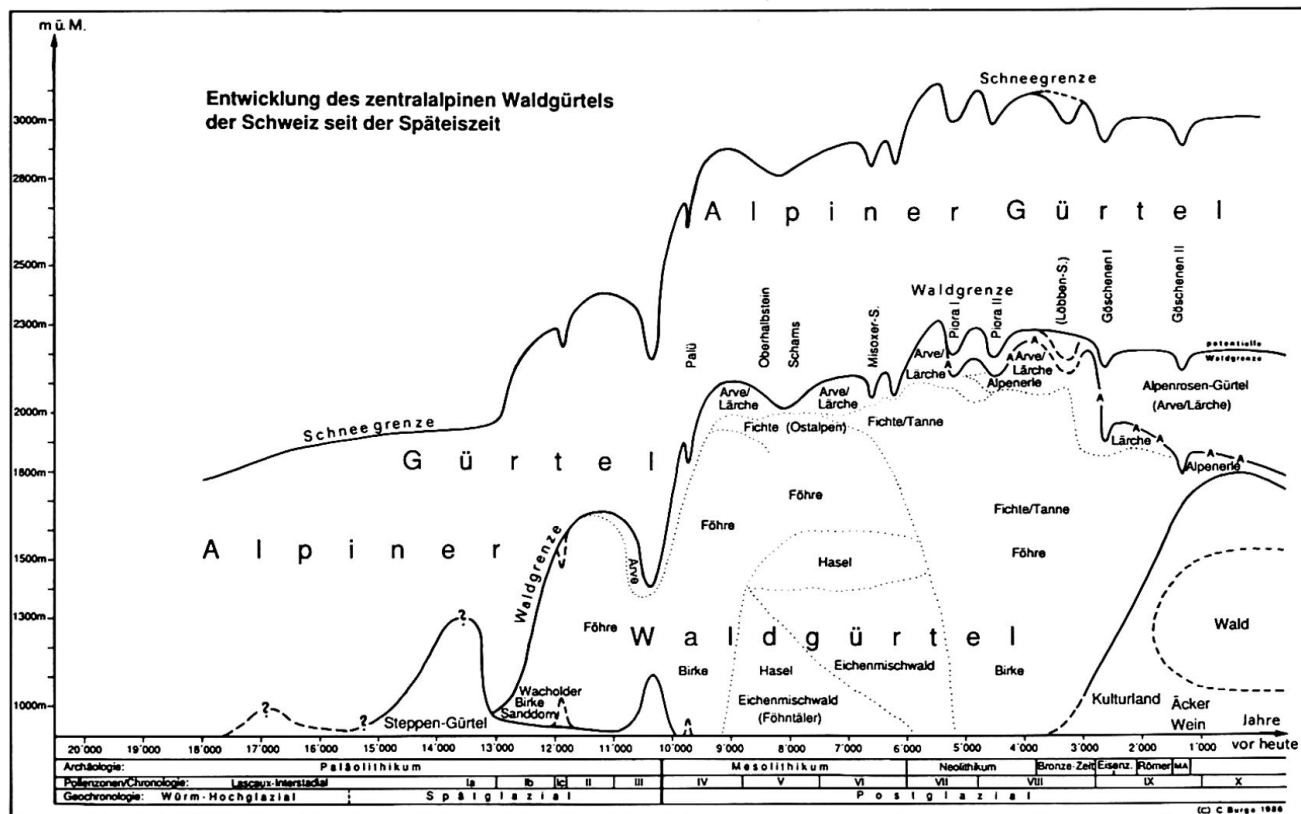 m ü. M.
Entwicklung des zentralalpinen Waldgürtels
der Schweiz seit der Späteiszeit
Schneegrenze
3000m
2800m
Alpiner Gürtel
2500m
Waldgrenze
Palü
Oberhalbstein
Schams
Misoxer-S.
Piora I
Piora II
(Löbben-S.)
Göschenen I
Göschenen II
2300m
potentielle
Waldgrenze
Arve/
Lärche
Arve/
Lärche
Arve/
Lärche
A
Alpenerle
A
A
Arve/
Lärche
Alpenrosen-Gürtel
(Arve/Lärche)
2000m
Schneegrenze
Fichte (Ostalpen)
Fichte/Tanne
A
A
A
Lärche
A
A
Alpenerle
1800m
Gürtel
Föhre
Föhre
Fichte/Tanne
Föhre
Alpiner
1500m
Waldgrenze
Arve
Hasel
1300m
?
Föhre
Waldgürtel
Wald
Birke
Hasel
Eichenmischwald
Birke
1000m
?
?
Steppen-Gürtel
Wacholder
Birke
Sanddorn
Eichenmischwald
(Föhntäler)
Kulturland
Äcker
Wein
Jahre
vor heute
20'000 19'000 18'000 17'000 16'000 15'000 14'000 13'000 12'000 11'000 10'000 9'000 8'000 7'000 6'000 5'000 4'000 3'000 2'000 1'000
Archäologie: Paläolithikum Mesolithikum Neolithikum Bronze-Zeit Eisenz. Römer MA
Pollenzonen/Chronologie: Lascaux-Interstadial Ia Ib Ic II III IV V VI VII VIII IX X
Geochronologie: Würm-Hochglazial Spätglazial Postglazial
(C) C Burga 1986